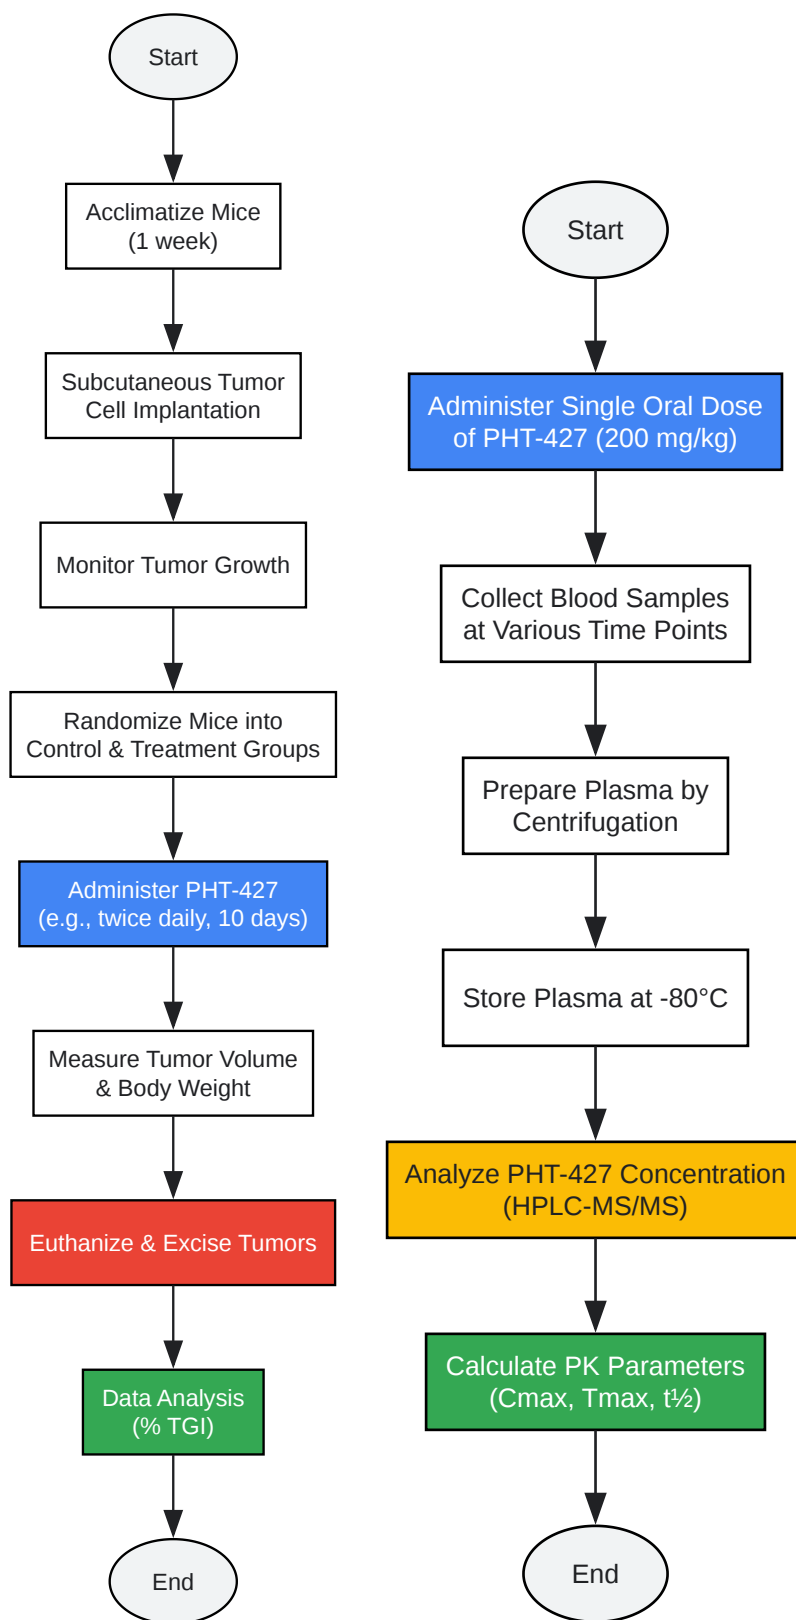 Start
Acclimatize Mice
(1 week)
Subcutaneous Tumor
Cell Implantation
Monitor Tumor Growth
Randomize Mice into
Control & Treatment Groups
Administer PHT-427
(e.g., twice daily, 10 days)
Measure Tumor Volume
& Body Weight
Euthanize & Excise Tumors
Data Analysis
(% TGI)
End
Start
Administer Single Oral Dose
of PHT-427 (200 mg/kg)
Collect Blood Samples
at Various Time Points
Prepare Plasma by
Centrifugation
Store Plasma at -80°C
Analyze PHT-427 Concentration
(HPLC-MS/MS)
Calculate PK Parameters
(Cmax, Tmax, t½)
End